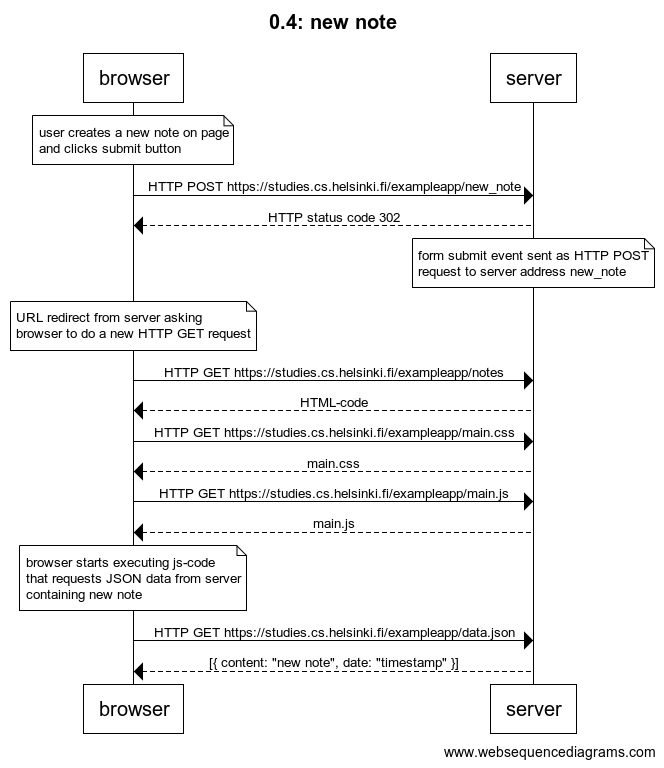 0.4: new note
browser
server
user creates a new note on page
and clicks submit button
HTTP POST https://studies.cs.helsinki.fi/exampleapp/new_note
HTTP status code 302
form submit event sent as HTTP POST
request to server address new_note
URL redirect from server asking
browser to do a new HTTP GET request
HTTP GET https://studies.cs.helsinki.fi/exampleapp/notes
HTML-code
HTTP GET https://studies.cs.helsinki.fi/exampleapp/main.css
main.css
HTTP GET https://studies.cs.helsinki.fi/exampleapp/main.js
main.js
browser starts executing js-code
that requests JSON data from server
containing new note
HTTP GET https://studies.cs.helsinki.fi/exampleapp/data.json
[{ content: "new note", date: "timestamp" }]
browser
server
www.websequencediagrams.com